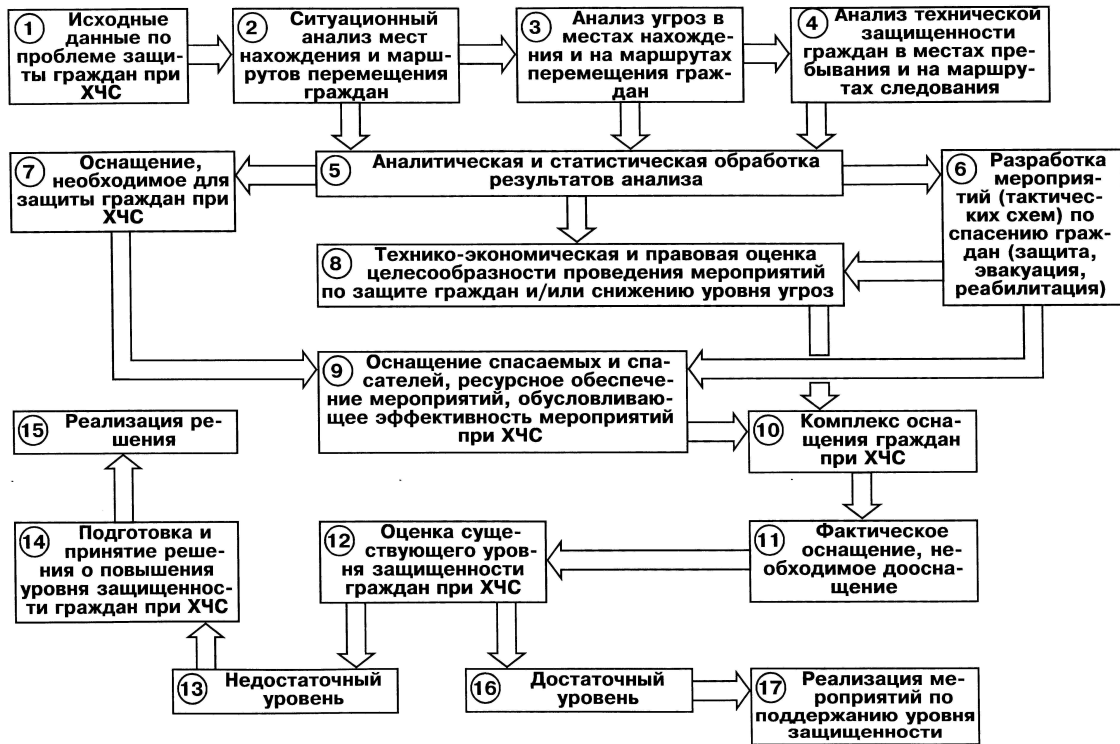 1 Исходные
данные по
проблеме защи-
ты граждан при
ХЧС
2 Ситуационный
анализ мест
нахождения и марш-
рутов перемещения
граждан
3 Анализ угроз в
местах нахожде-
ния и на маршрутах
перемещения граж-
дан
4 Анализ технической
защищенности
граждан в местах пре-
бывания и на маршру-
тах следования
7 Оснащение,
необходимое для
защиты граждан при
ХЧС
5 Аналитическая и статистическая обработка
результатов анализа
6 Разработка
мероприя-
тий (тактичес-
ких схем) по
спасению граж-
дан (защита,
эвакуация,
реабилитация)
8 Технико-экономическая и правовая оценка
целесообразности проведения мероприятий
по защите граждан и/или снижению уровня угроз
9 Оснащение спасаемых и спа-
сателей, ресурсное обеспече-
ние мероприятий, обусловливаю-
щее эффективность мероприятий
при ХЧС
15 Реализация ре-
шения
10 Комплекс осна-
щения граждан
при ХЧС
14 Подготовка и
принятие реше-
ния о повышения
уровня защищеннос-
ти граждан при ХЧС
12 Оценка суще-
ствующего уров-
ня защищенности
граждан при ХЧС
11 Фактическое
оснащение, не-
обходимое дооснa-
щение
13 Недостаточный
уровень
16 Достаточный
уровень
17 Реализация ме-
роприятий по
поддержанию уровня
защищенности